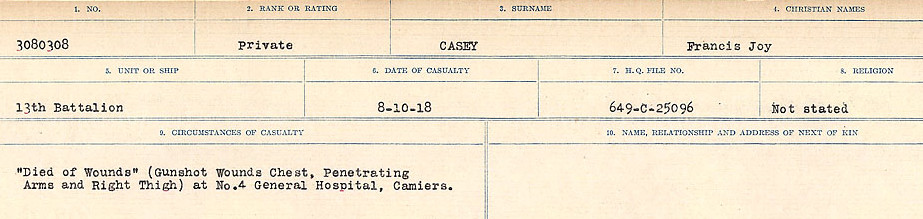 1. NO. 2. RANK OR RATING 3. SURNAME 4. CHRISTIAN NAMES
3080308 Private CASEY Francis Joy
5. UNIT OR SHIP 6. DATE OF CASUALTY 7. H.Q. FILE NO. 8. RELIGION
13th Battalion 8-10-18 649-C-25096 Not stated
9. CIRCUMSTANCES OF CASUALTY 10. NAME, RELATIONSHIP AND ADDRESS OF NEXT OF KIN
"Died of Wounds" (Gunshot Wounds Chest, Penetrating
Arms and Right Thigh) at No.4 General Hospital, Camiers.